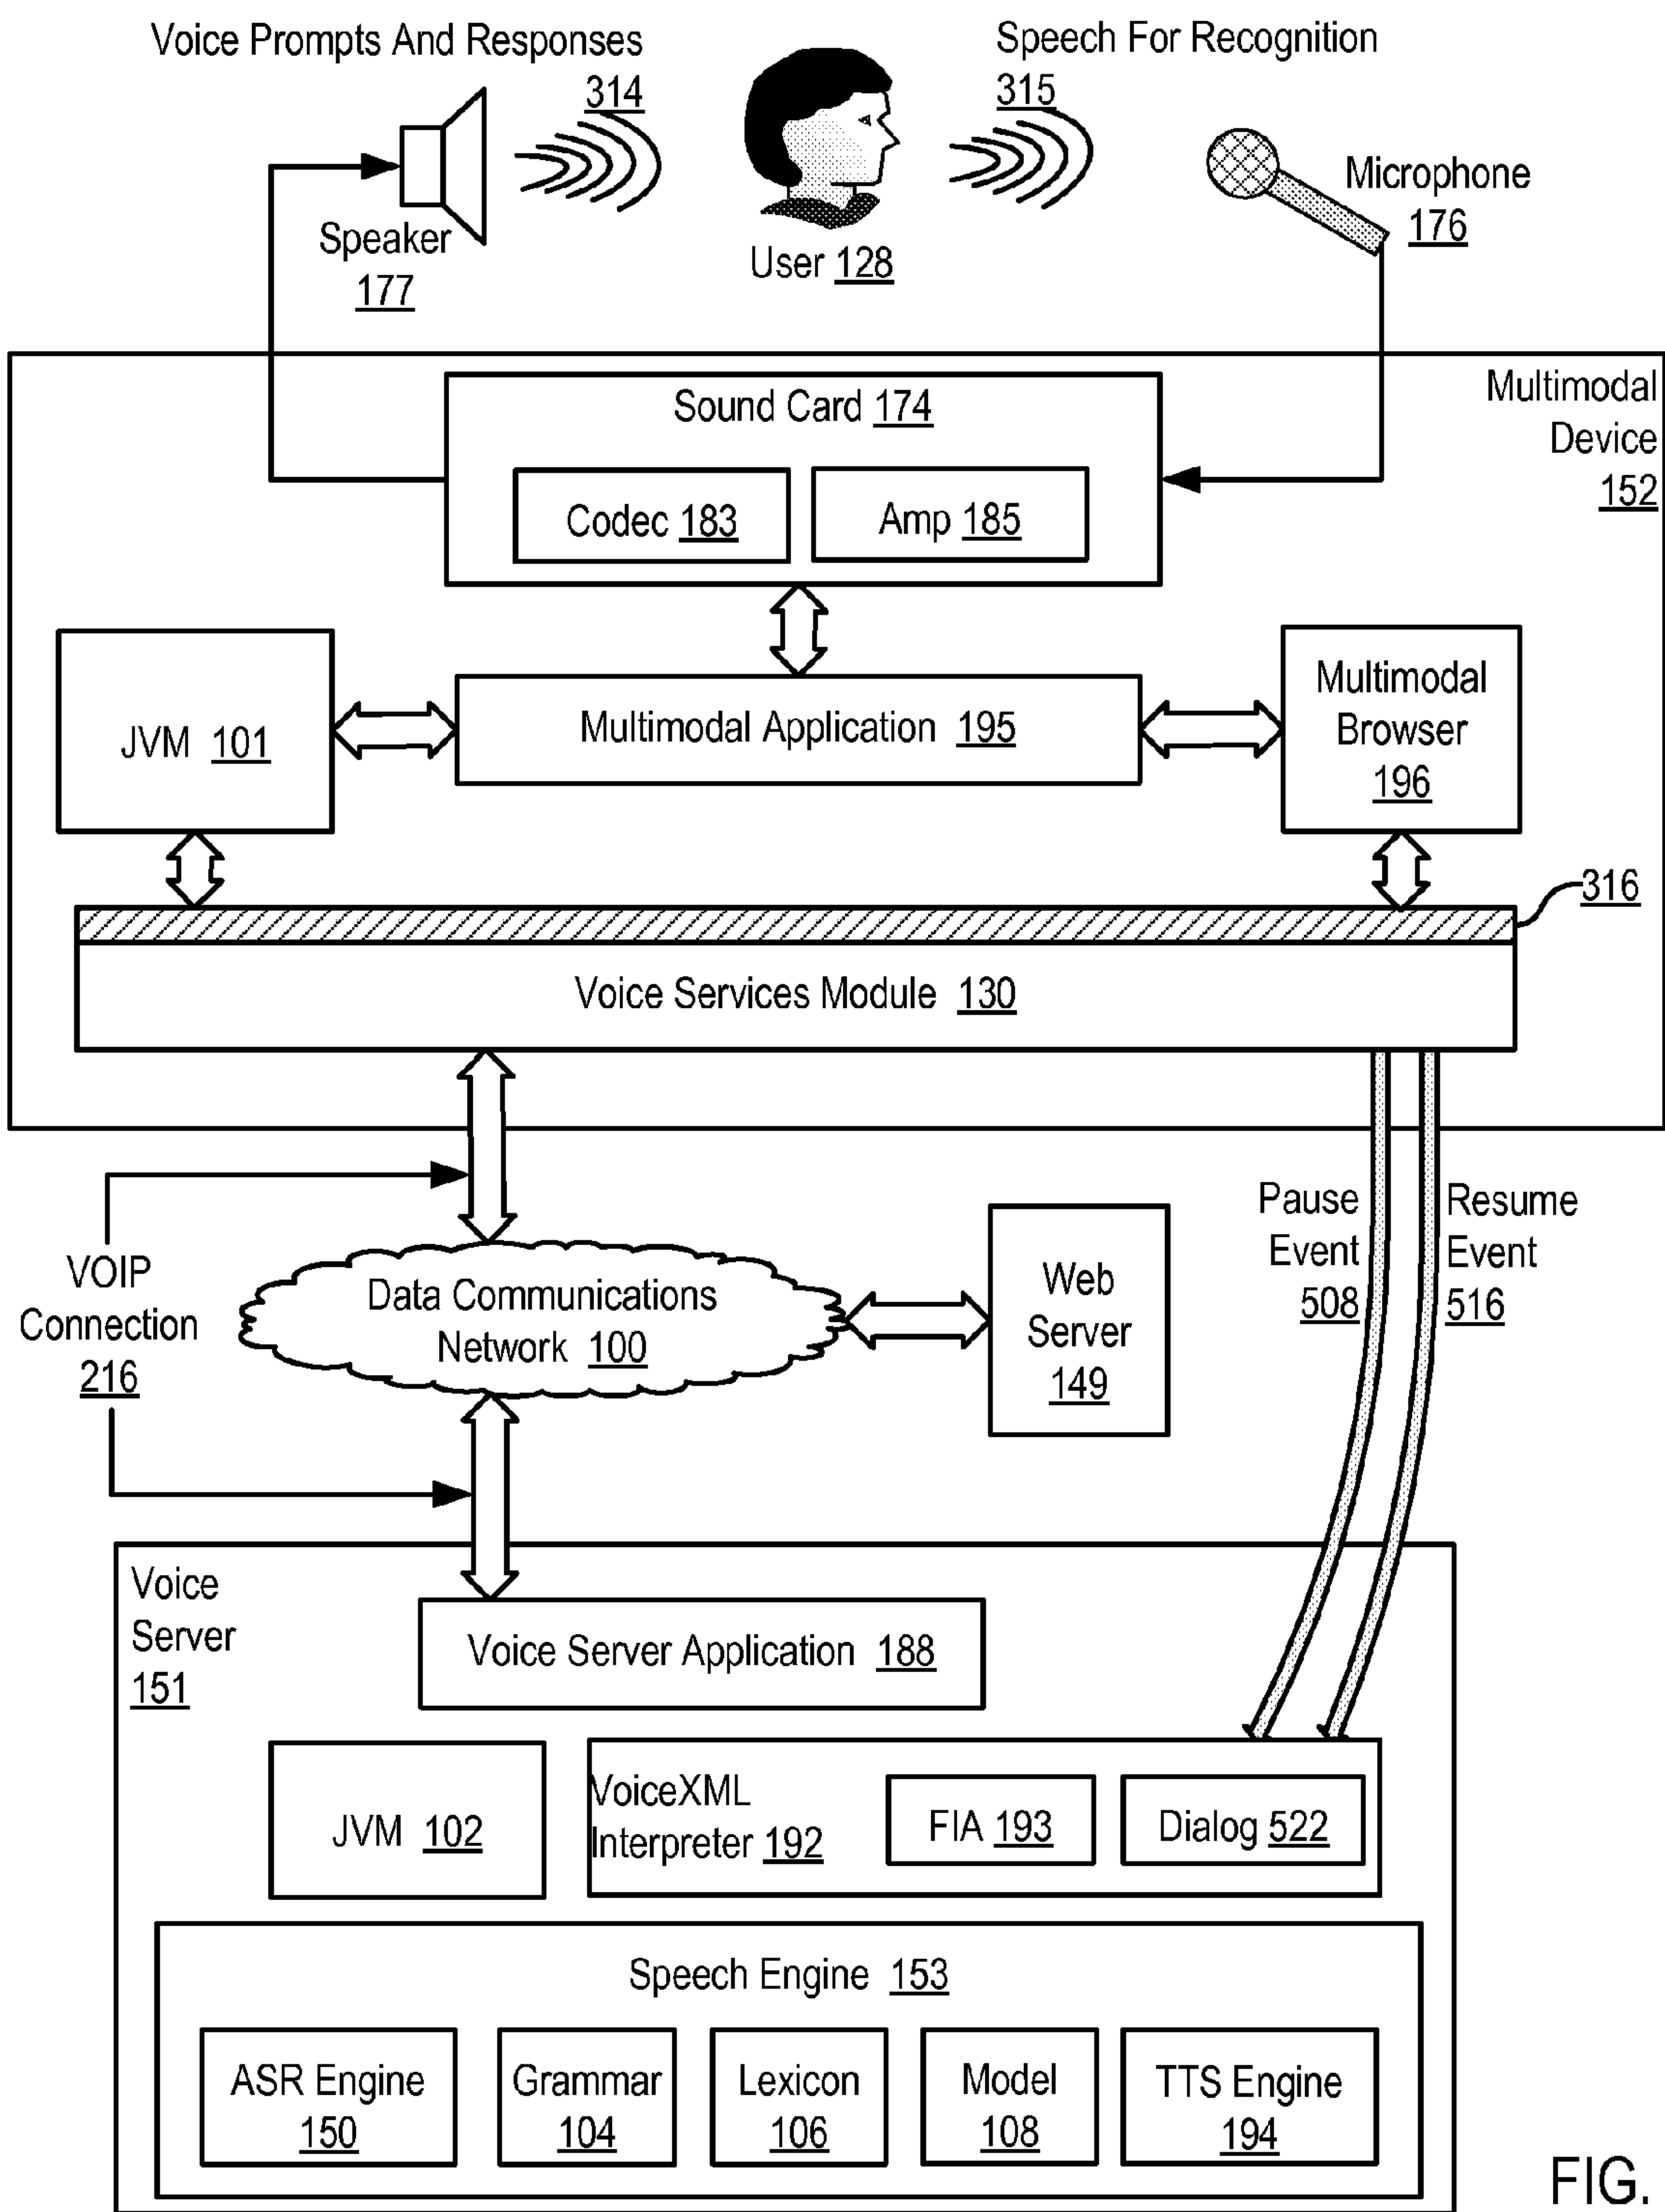 Voice Prompts And Responses
314
Speech For Recognition
315
Speaker
177
User 128
Microphone
176
Multimodal
Device
152
Sound Card 174
Codec 183
Amp 185
JVM 101
Multimodal Application 195
Multimodal
Browser
196
316
Voice Services Module 130
VOIP
Connection
216
Data Communications
Network 100
Web
Server
149
Pause
Event
508
Resume
Event
516
Voice
Server
151
Voice Server Application 188
JVM 102
VoiceXML
Interpreter 192
FIA 193
Dialog 522
Speech Engine 153
ASR Engine
150
Grammar
104
Lexicon
106
Model
108
TTS Engine
194
FIG.